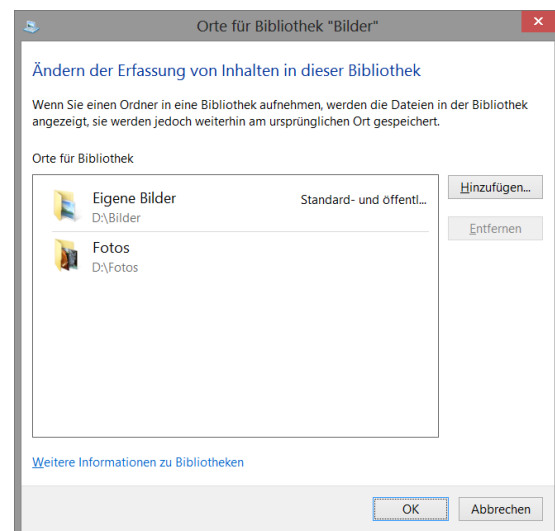 Orte für Bibliothek "Bilder"
Ändern der Erfassung von Inhalten in dieser Bibliothek
Wenn Sie einen Ordner in eine Bibliothek aufnehmen, werden die Dateien in der Bibliothek
angezeigt, sie werden jedoch weiterhin am ursprünglichen Ort gespeichert.
Orte für Bibliothek
Eigene Bilder Standard- und öffentl...
D:\Bilder
Fotos
D:\Fotos
Hinzufügen...
Entfernen
Weitere Informationen zu Bibliotheken
OK Abbrechen